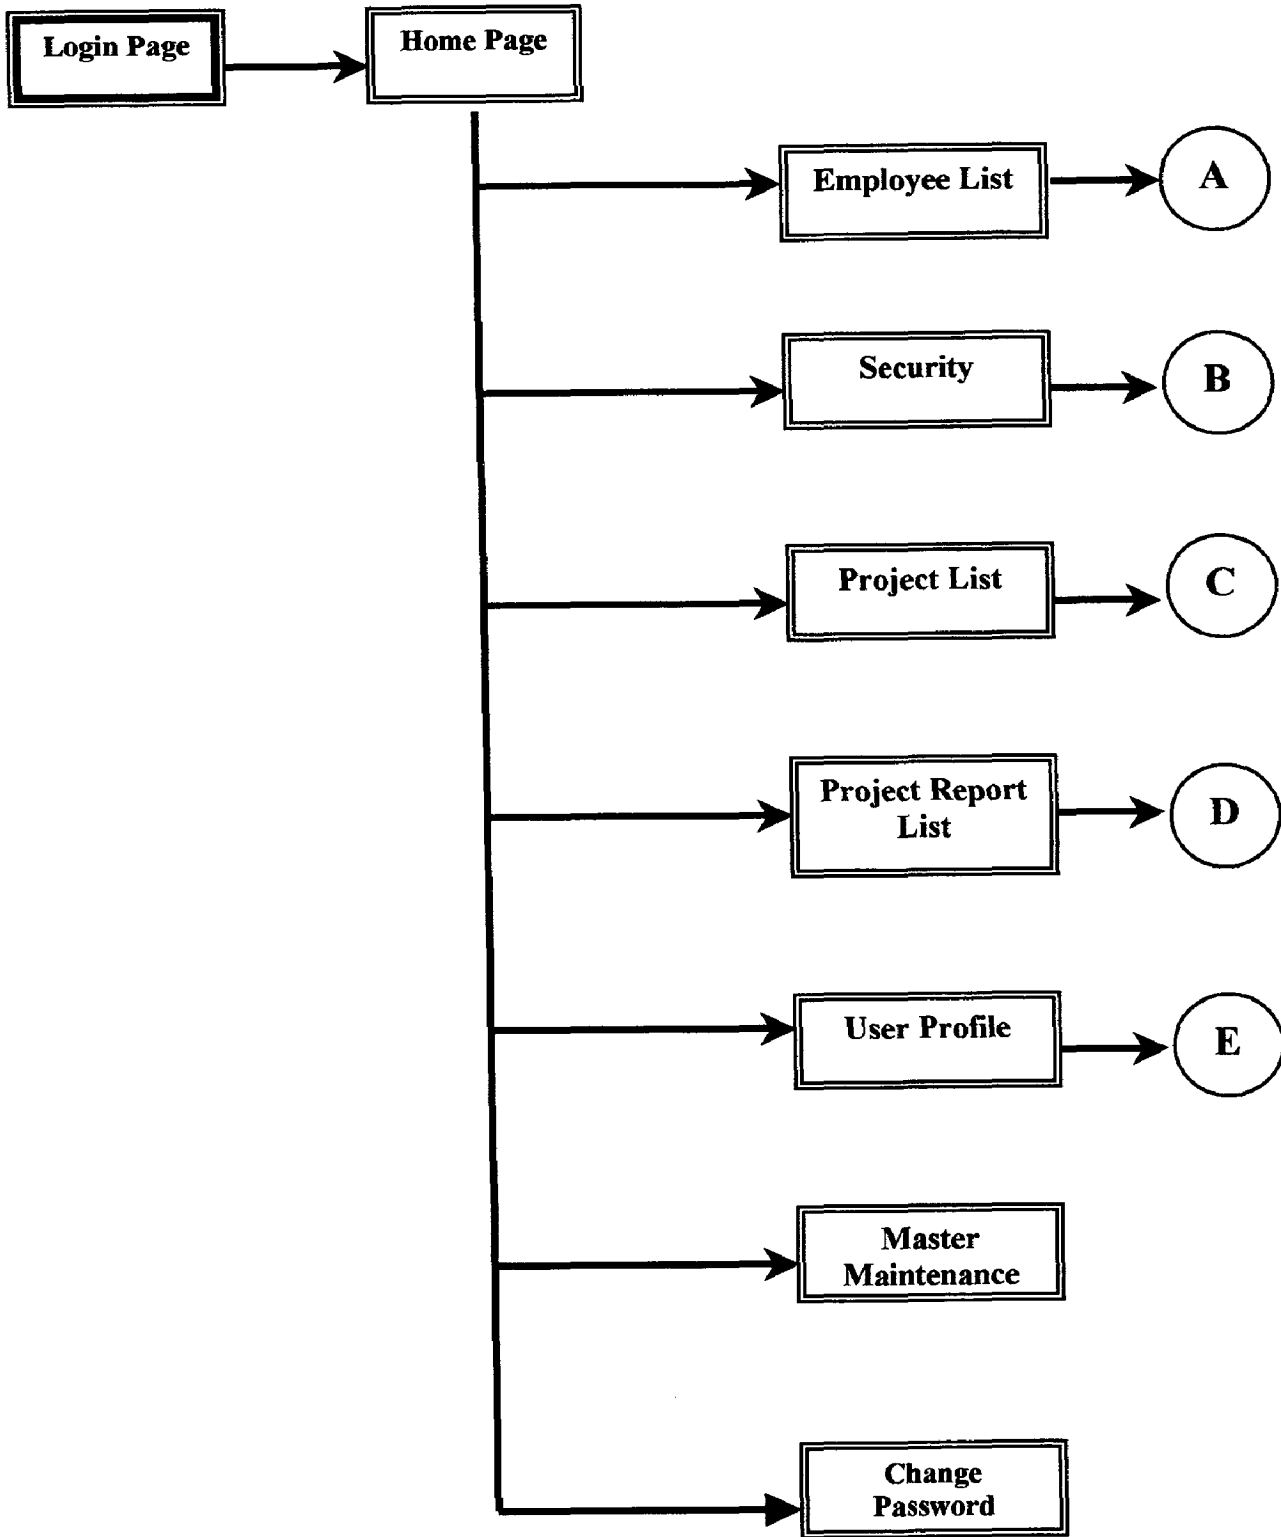 Login Page
Home Page
Employee List
A
Security
B
Project List
C
Project Report
List
D
User Profile
E
Master
Maintenance
Change
Password